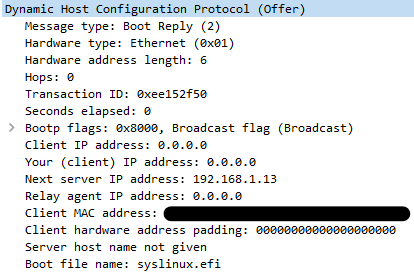 Dynamic Host Configuration Protocol (Offer)
Message type: Boot Reply (2)
Hardware type: Ethernet (0x01)
Hardware address length: 6
Hops: 0
Transaction ID: 0xee152f50
Seconds elapsed: 0
Bootp flags: 0x8000, Broadcast flag (Broadcast)
Client IP address: 0.0.0.0
Your (client) IP address: 0.0.0.0
Next server IP address: 192.168.1.13
Relay agent IP address: 0.0.0.0
Client MAC address:
Client hardware address padding: 00000000000000000000
Server host name not given
Boot file name: syslinux.efi